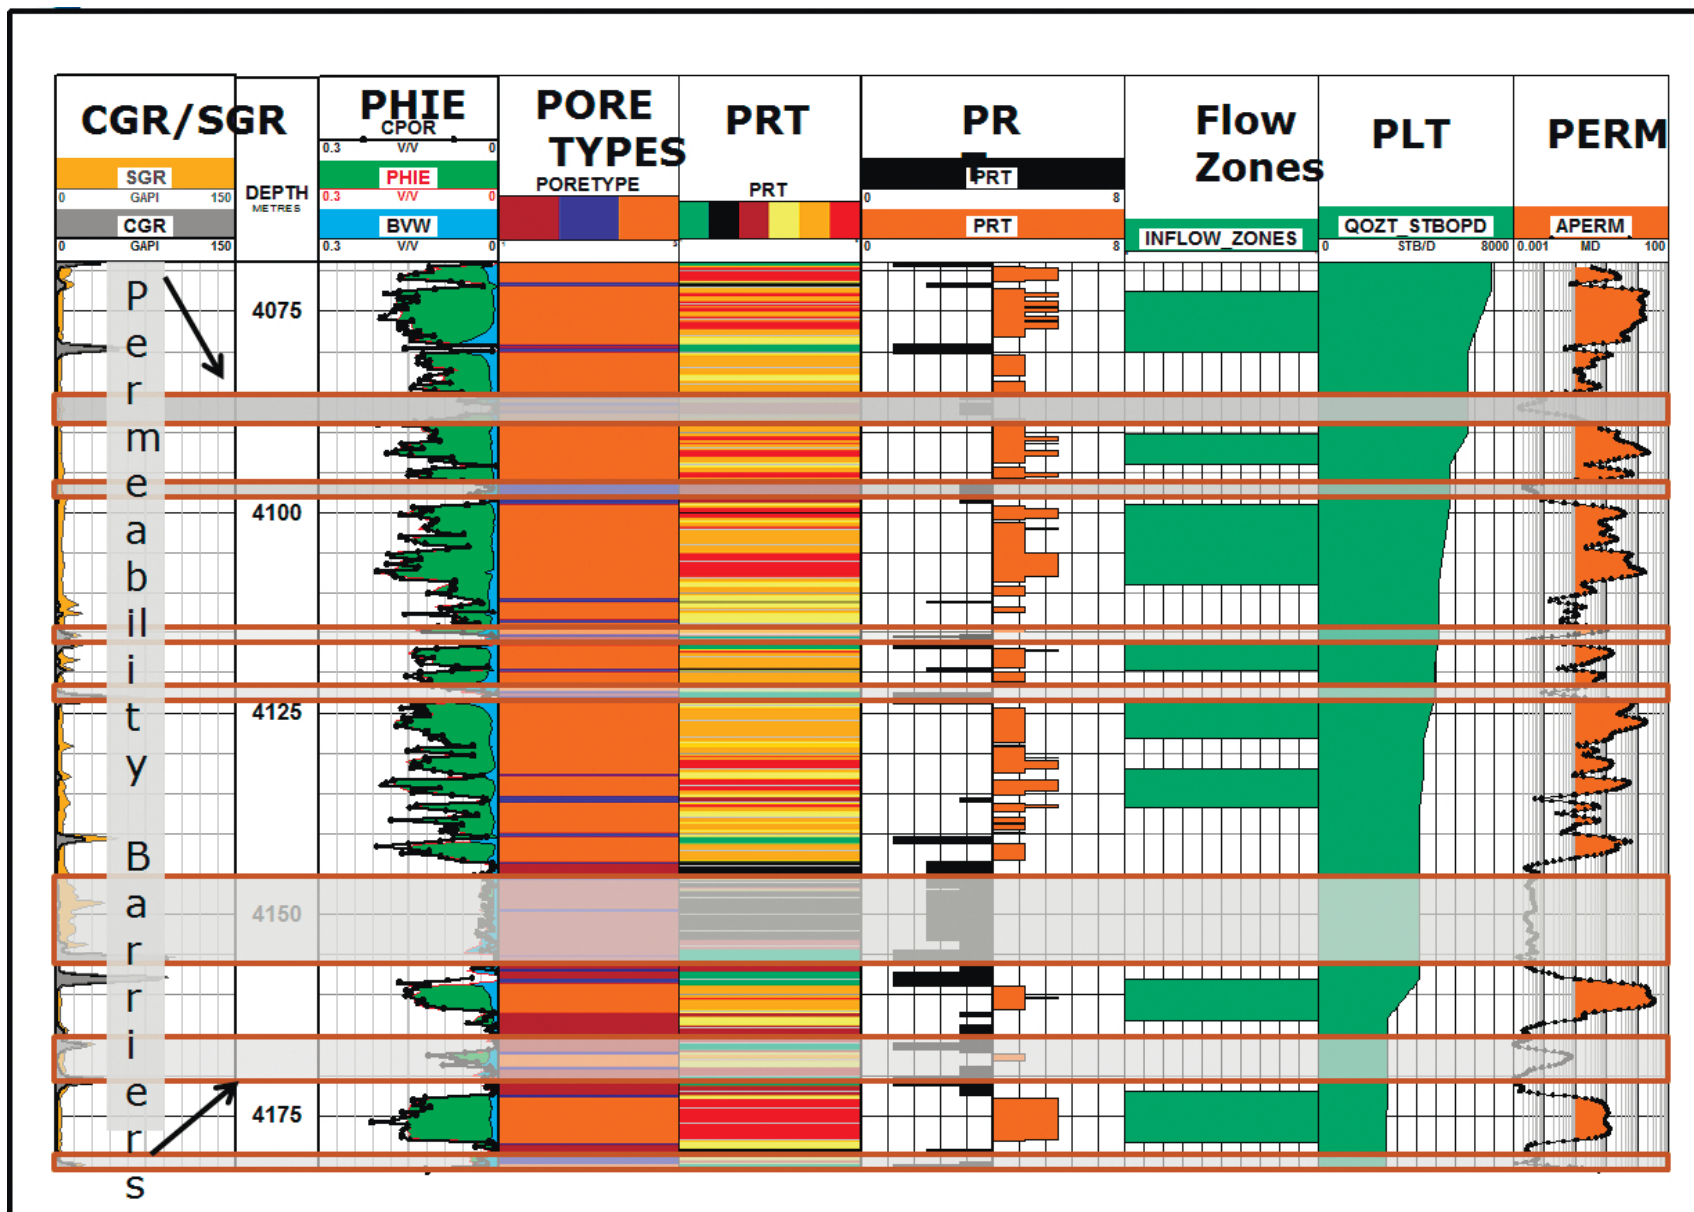 CGR/SGR
SGR
0 GAPI 150
CGR
0 GAPI 150
DEPTH
METRES
PHIE
CPOR
0.3 V/V 0
PHIE
0.3 V/V 0
BVW
0.3 V/V 0
PORE
TYPES
PORETYPE
PRT
PRT
PR
T
PRT
0 8
PRT
0 8
Flow
Zones
INFLOW_ZONES
PLT
QOZT_STBOPD
0 STB/D 8000
PERM
APERM
0.001 MD 100
P
e
r
m
e
a
b
il
i
t
y
B
a
r
r
i
e
r
s
4075
4100
4125
4150
4175